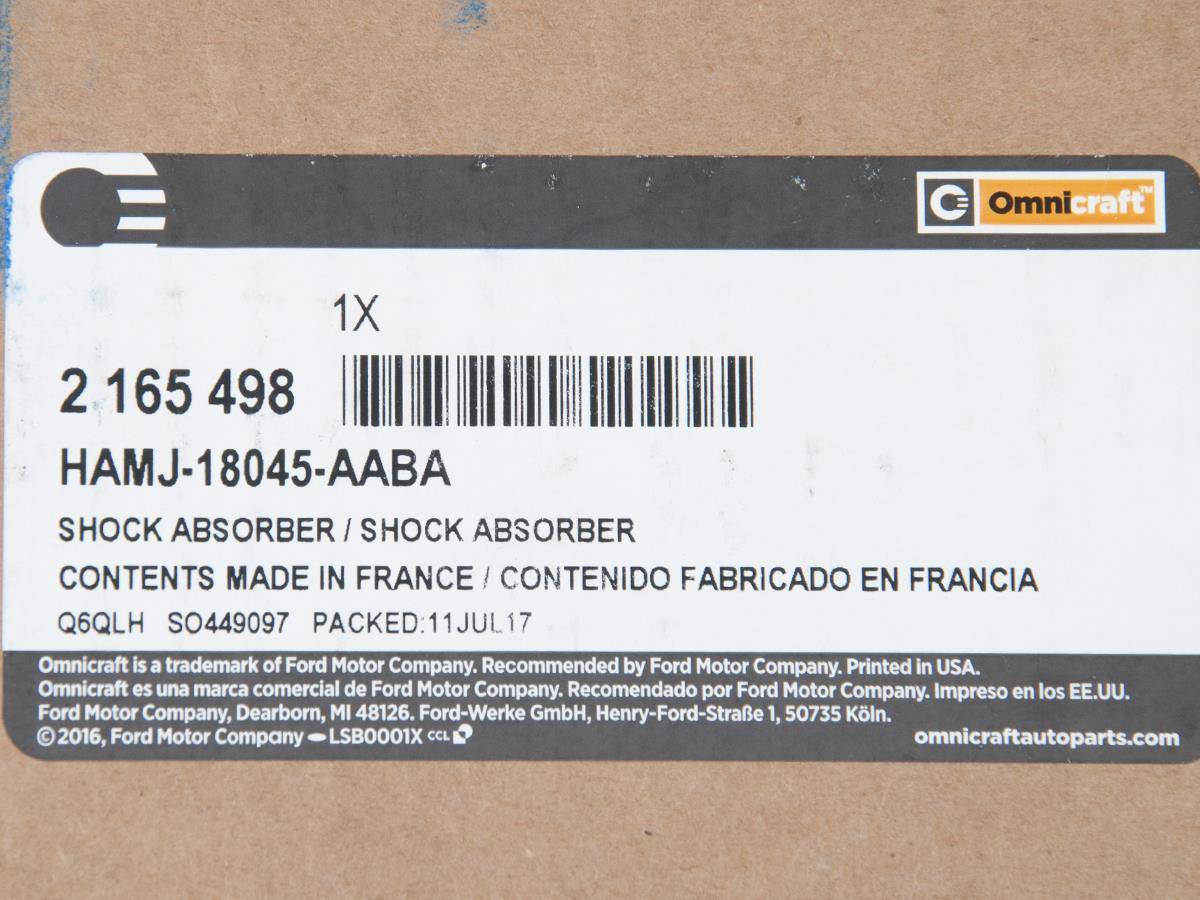 Omnicraft™
1X
2 165 498
HAMJ-18045-AABA
SHOCK ABSORBER / SHOCK ABSORBER
CONTENTS MADE IN FRANCE / CONTENIDO FABRICADO EN FRANCIA
Q6QLH SO449097 PACKED:11JUL17
Omnicraft is a trademark of Ford Motor Company. Recommended by Ford Motor Company. Printed in USA.
Omnicraft es una marca comercial de Ford Motor Company. Recomendado por Ford Motor Company. Impreso en los EE.UU.
Ford Motor Company, Dearborn, MI 48126. Ford-Werke GmbH, Henry-Ford-Straße 1, 50735 Köln.
©2016, Ford Motor Company LSB0001X CCL
omnicraftautoparts.com